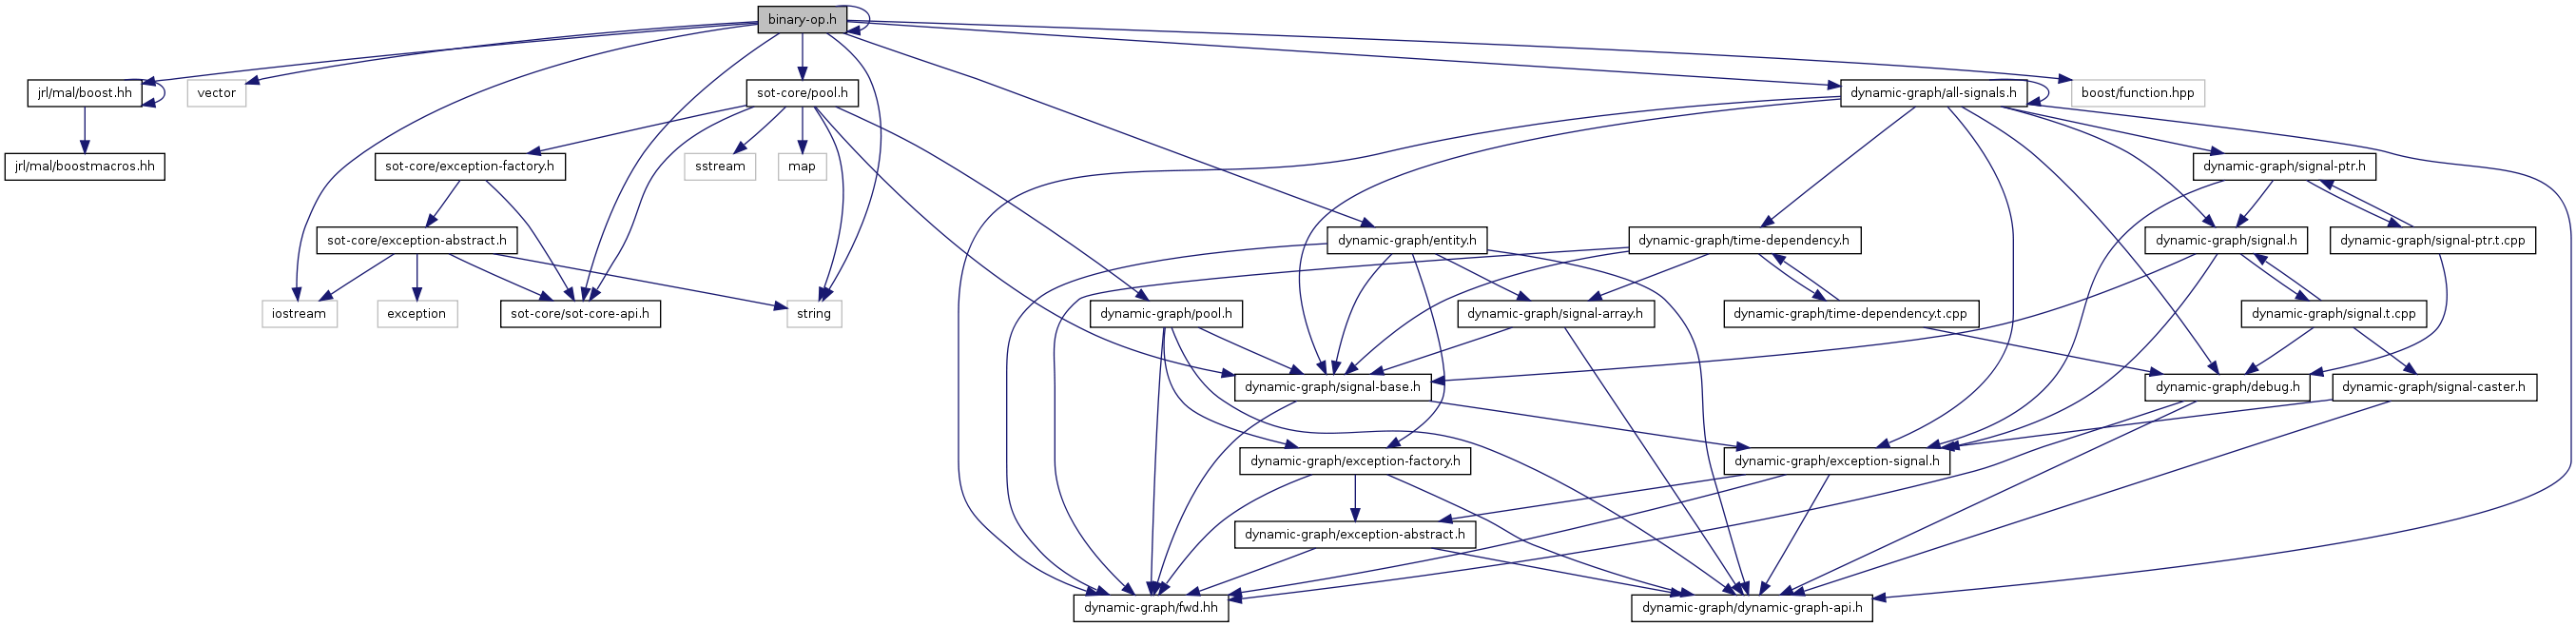 binary-op.h
jrl/mal/boost.hh
vector
sot-core/pool.h
dynamic-graph/all-signals.h
boost/function.hpp
jrl/mal/boostmacros.hh
sot-core/exception-factory.h
sstream
map
dynamic-graph/signal-ptr.h
sot-core/exception-abstract.h
dynamic-graph/entity.h
dynamic-graph/time-dependency.h
dynamic-graph/signal.h
dynamic-graph/signal-ptr.t.cpp
iostream
exception
sot-core/sot-core-api.h
string
dynamic-graph/pool.h
dynamic-graph/signal-array.h
dynamic-graph/time-dependency.t.cpp
dynamic-graph/signal.t.cpp
dynamic-graph/signal-base.h
dynamic-graph/debug.h
dynamic-graph/signal-caster.h
dynamic-graph/exception-factory.h
dynamic-graph/exception-signal.h
dynamic-graph/exception-abstract.h
dynamic-graph/fwd.hh
dynamic-graph/dynamic-graph-api.h